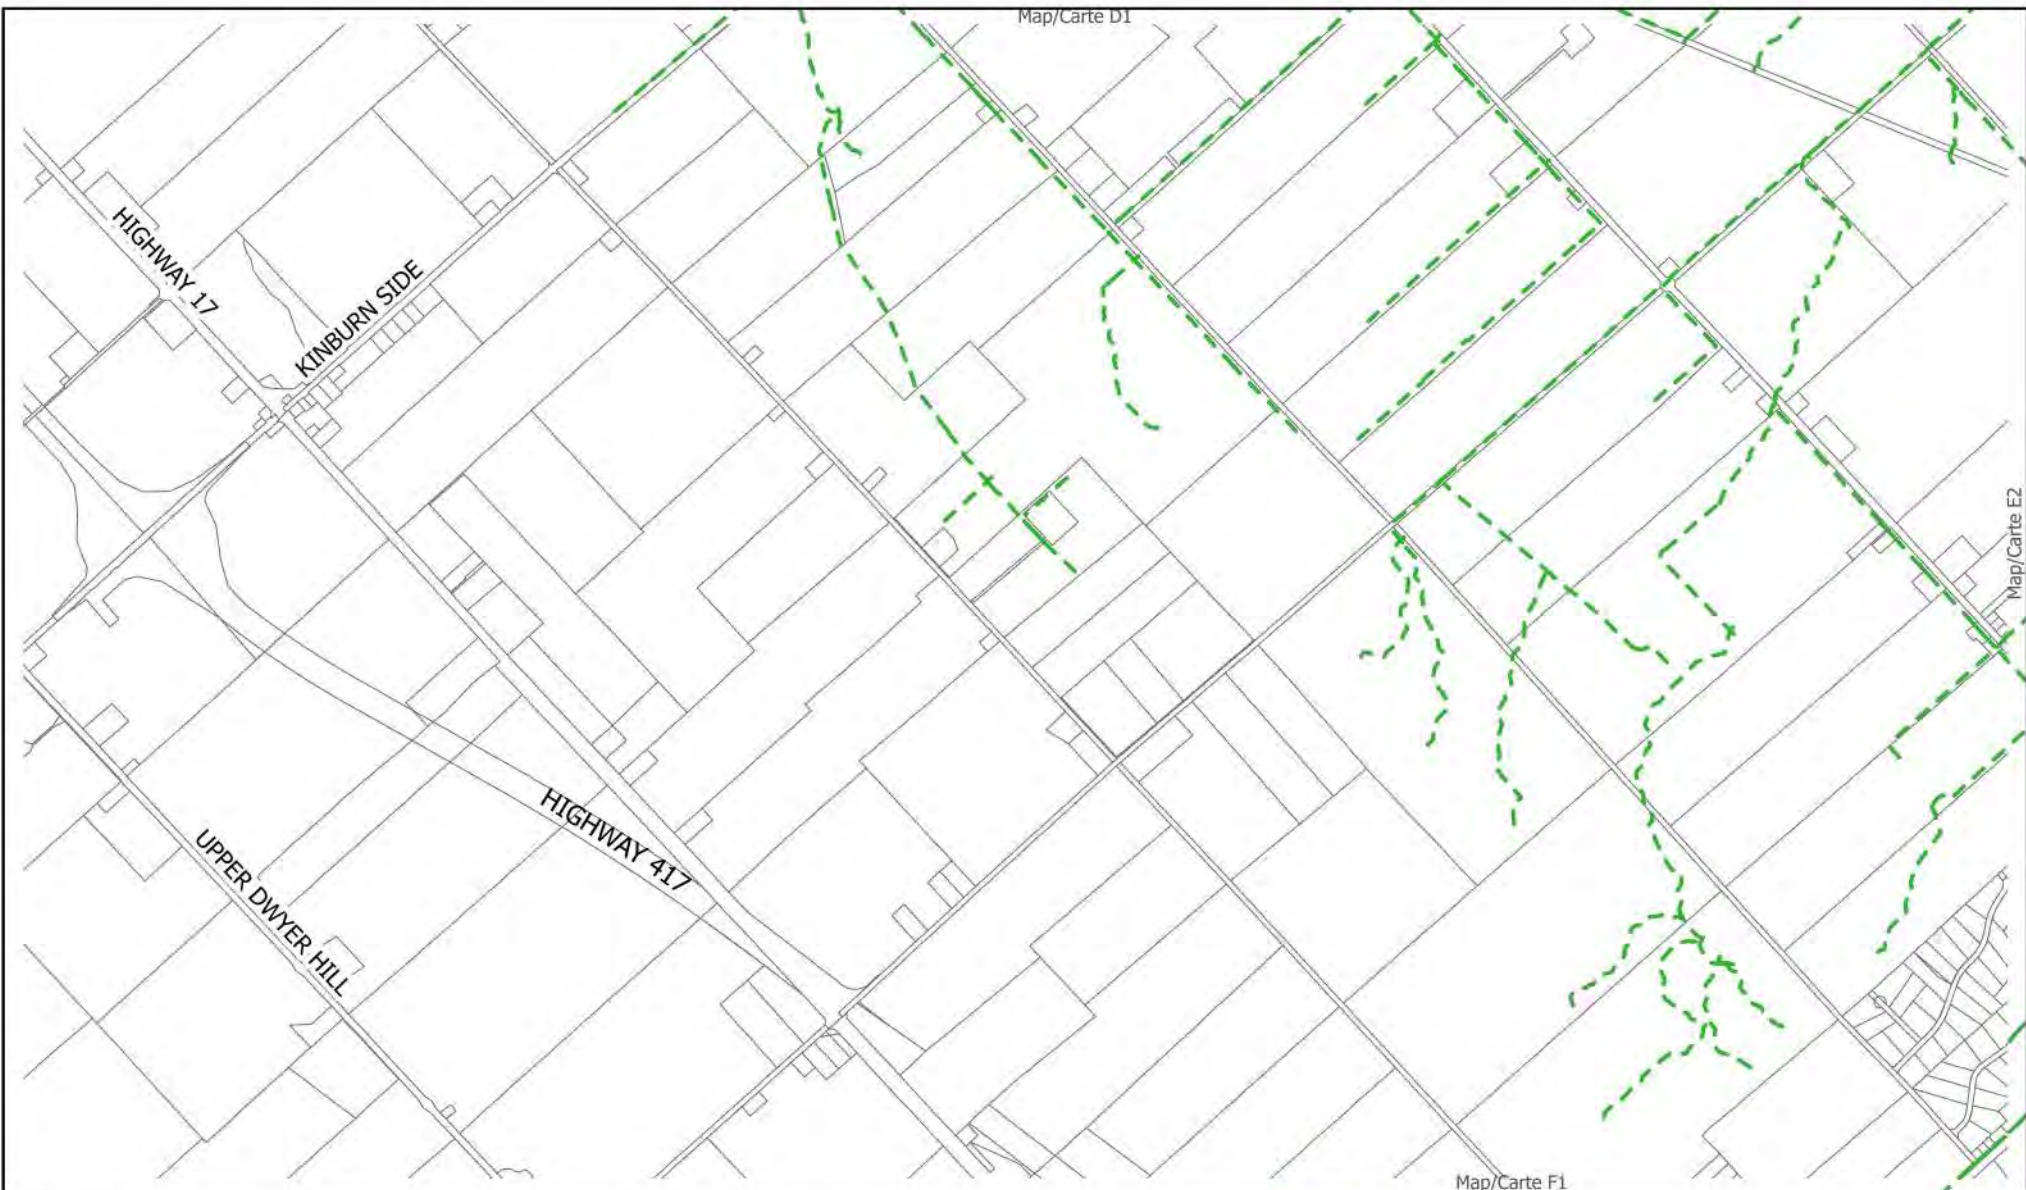 Map/Carte D1
HIGHWAY 17
KINBURN SIDE
Map/Carte E2
HIGHWAY 417
UPPER DWYER HILL
Map/Carte F1